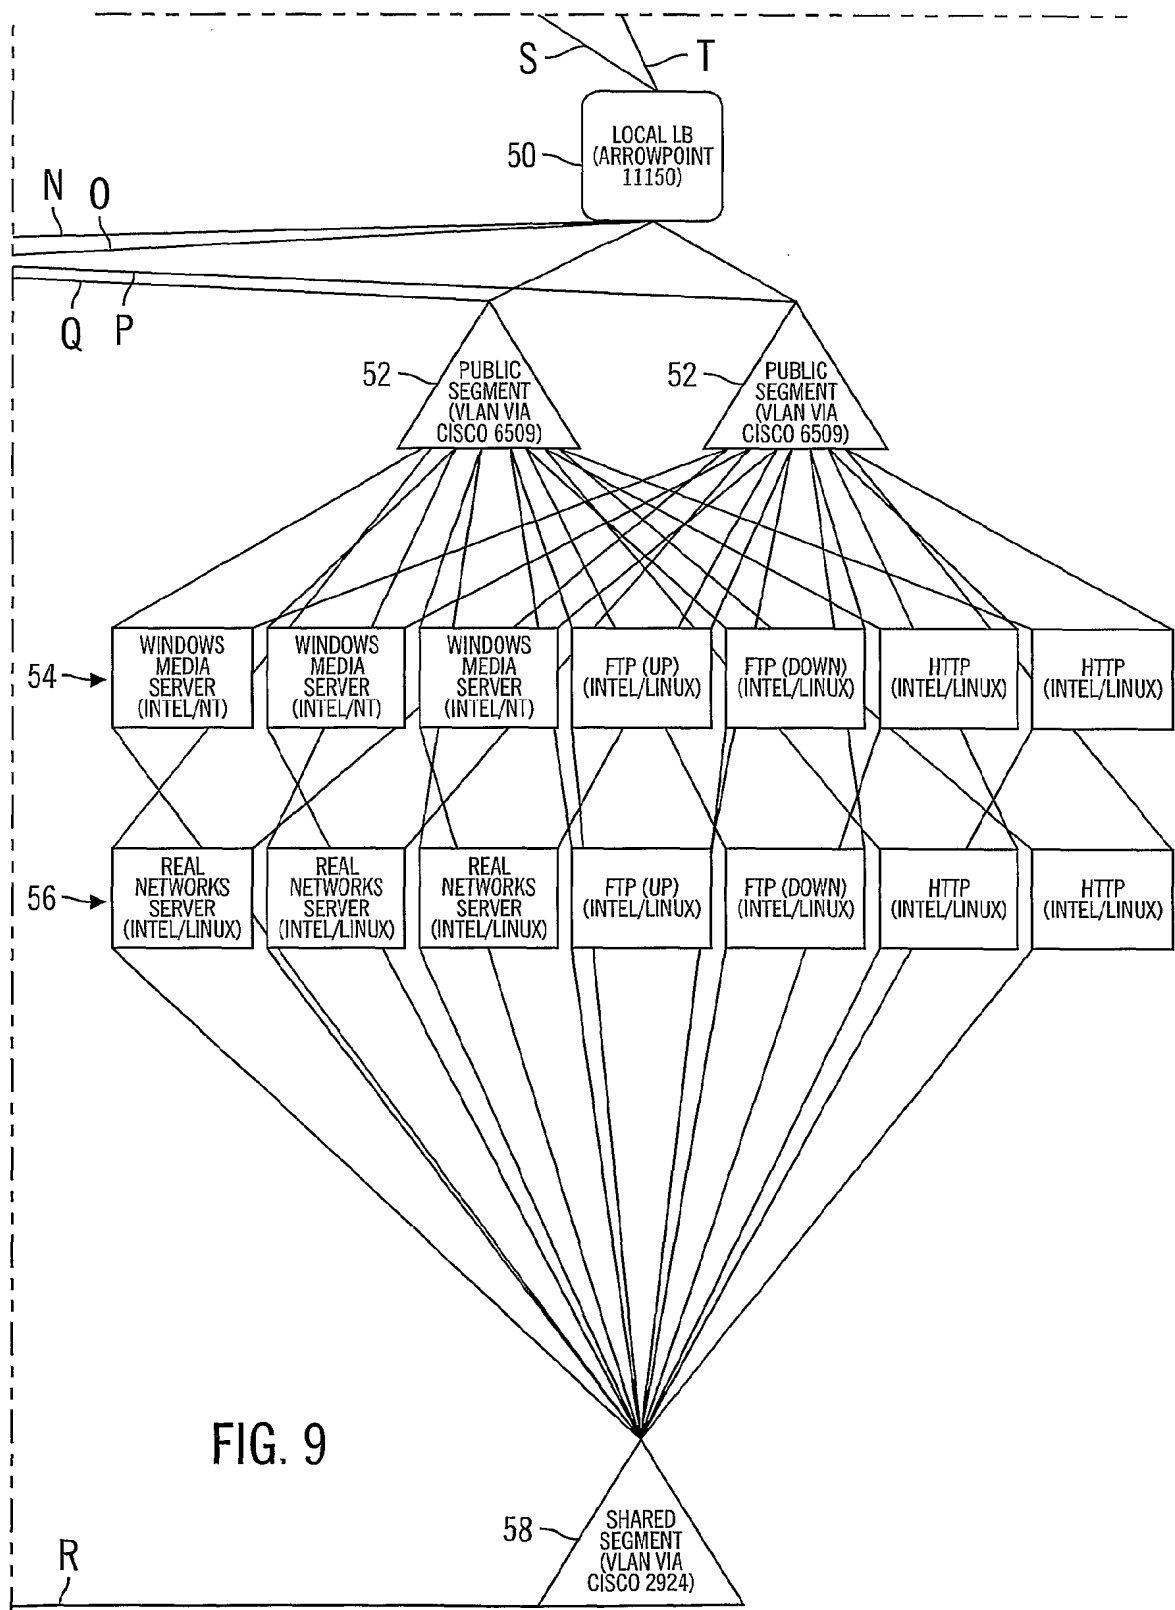 S
T
50
LOCAL LB
(ARROWPOINT
11150)
N
O
Q
P
52
PUBLIC
SEGMENT
(VLAN VIA
CISCO 6509)
52
PUBLIC
SEGMENT
(VLAN VIA
CISCO 6509)
54
WINDOWS
MEDIA
SERVER
(INTEL/NT)
WINDOWS
MEDIA
SERVER
(INTEL/NT)
WINDOWS
MEDIA
SERVER
(INTEL/NT)
FTP (UP)
(INTEL/LINUX)
FTP (DOWN)
(INTEL/LINUX)
HTTP
(INTEL/LINUX)
HTTP
(INTEL/LINUX)
56
REAL
NETWORKS
SERVER
(INTEL/LINUX)
REAL
NETWORKS
SERVER
(INTEL/LINUX)
REAL
NETWORKS
SERVER
(INTEL/LINUX)
FTP (UP)
(INTEL/LINUX)
FTP (DOWN)
(INTEL/LINUX)
HTTP
(INTEL/LINUX)
HTTP
(INTEL/LINUX)
FIG. 9
58
SHARED
SEGMENT
(VLAN VIA
CISCO 2924)
R